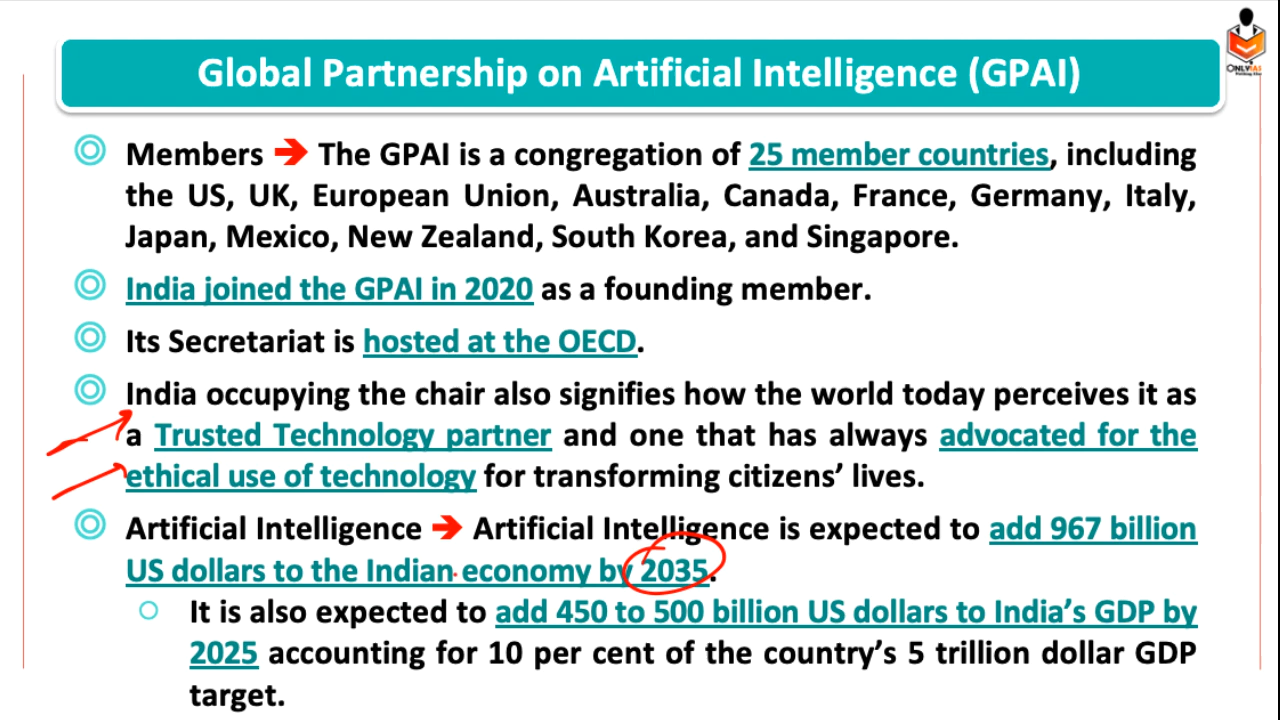 Global Partnership on Artificial Intelligence (GPAI)
ONLYIAS
Members ➔ The GPAI is a congregation of 25 member countries, including
the US, UK, European Union, Australia, Canada, France, Germany, Italy,
Japan, Mexico, New Zealand, South Korea, and Singapore.
India joined the GPAI in 2020 as a founding member.
Its Secretariat is hosted at the OECD.
India occupying the chair also signifies how the world today perceives it as
a Trusted Technology partner and one that has always advocated for the
ethical use of technology for transforming citizens’ lives.
Artificial Intelligence ➔ Artificial Intelligence is expected to add 967 billion
US dollars to the Indian economy by 2035.
It is also expected to add 450 to 500 billion US dollars to India’s GDP by
2025 accounting for 10 per cent of the country’s 5 trillion dollar GDP
target.